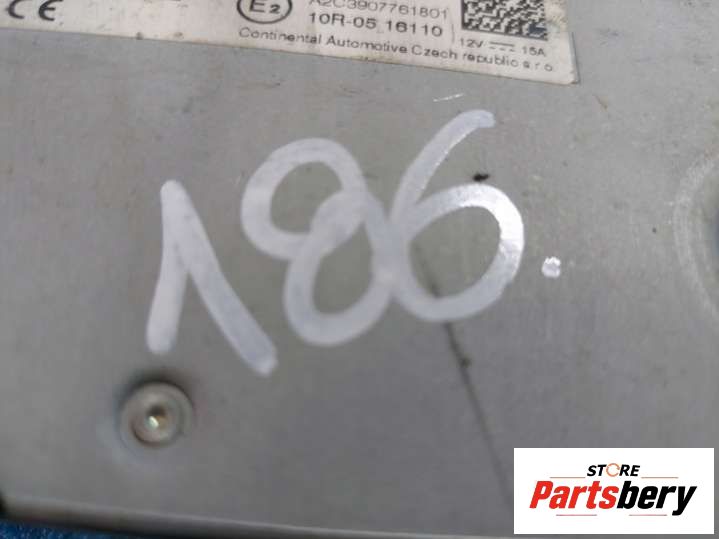 CE E2 A2C3907761801
10R-05 16110
Continental Automotive Czech republic s.r.o.
12V 15A
186.
STORE
Partsbery